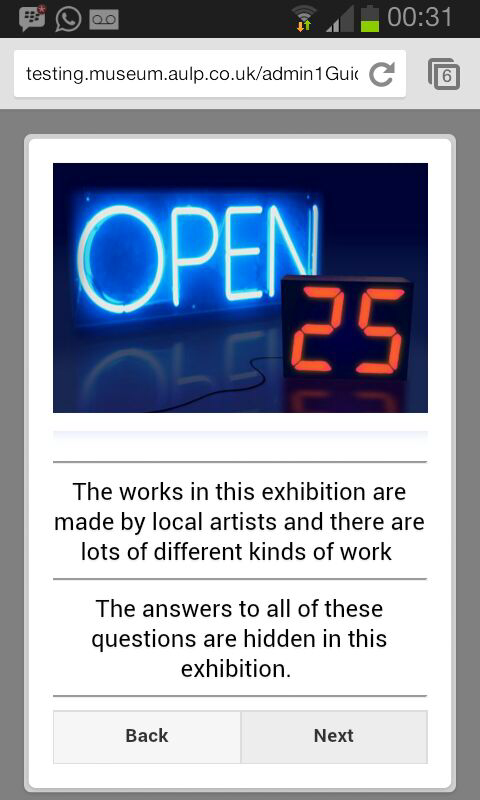 00:31
testing.museum.aulp.co.uk/admin1Gui
6
OPEN
25
The works in this exhibition are
made by local artists and there are
lots of different kinds of work
The answers to all of these
questions are hidden in this
exhibition.
Back Next